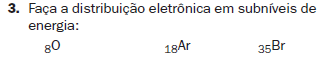 3. Faça a distribuição eletrônica em subníveis de
energia:
₈O ₁₈Ar ₃₅Br